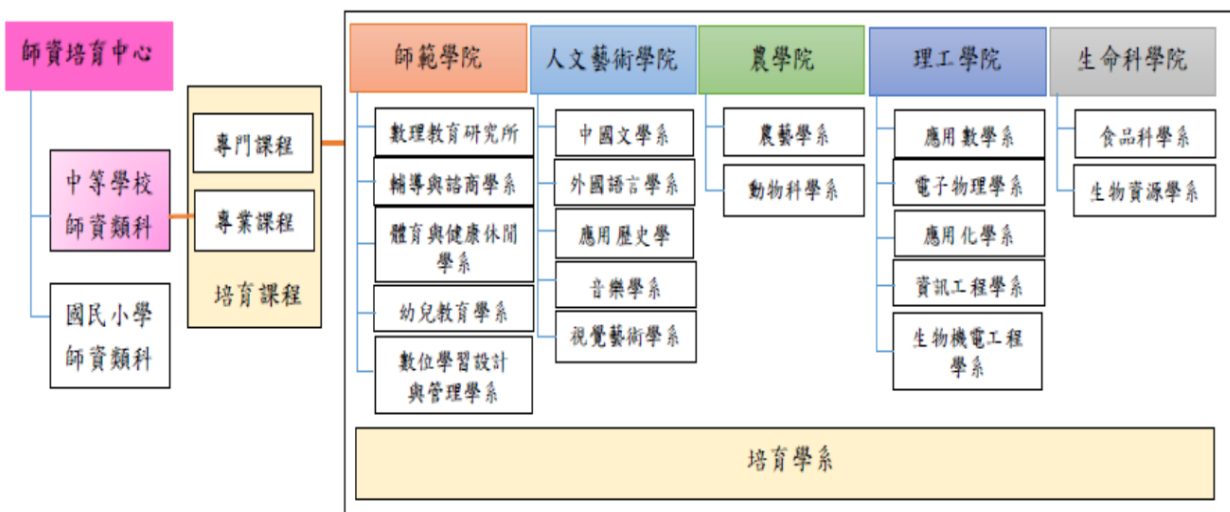 師資培育中心
中等學校
師資類科
國民小學
師資類科
專門課程
專業課程
培育課程
師範學院
數理教育研究所
輔導與諮商學系
體育與健康休閒
學系
幼兒教育學系
數位學習設計
與管理學系
人文藝術學院
中國文學系
外國語言學系
應用歷史學
音樂學系
視覺藝術學系
農學院
農藝學系
動物科學系
理工學院
應用數學系
電子物理學系
應用化學系
資訊工程學系
生物機電工程
學系
生命科學院
食品科學系
生物資源學系
培育學系